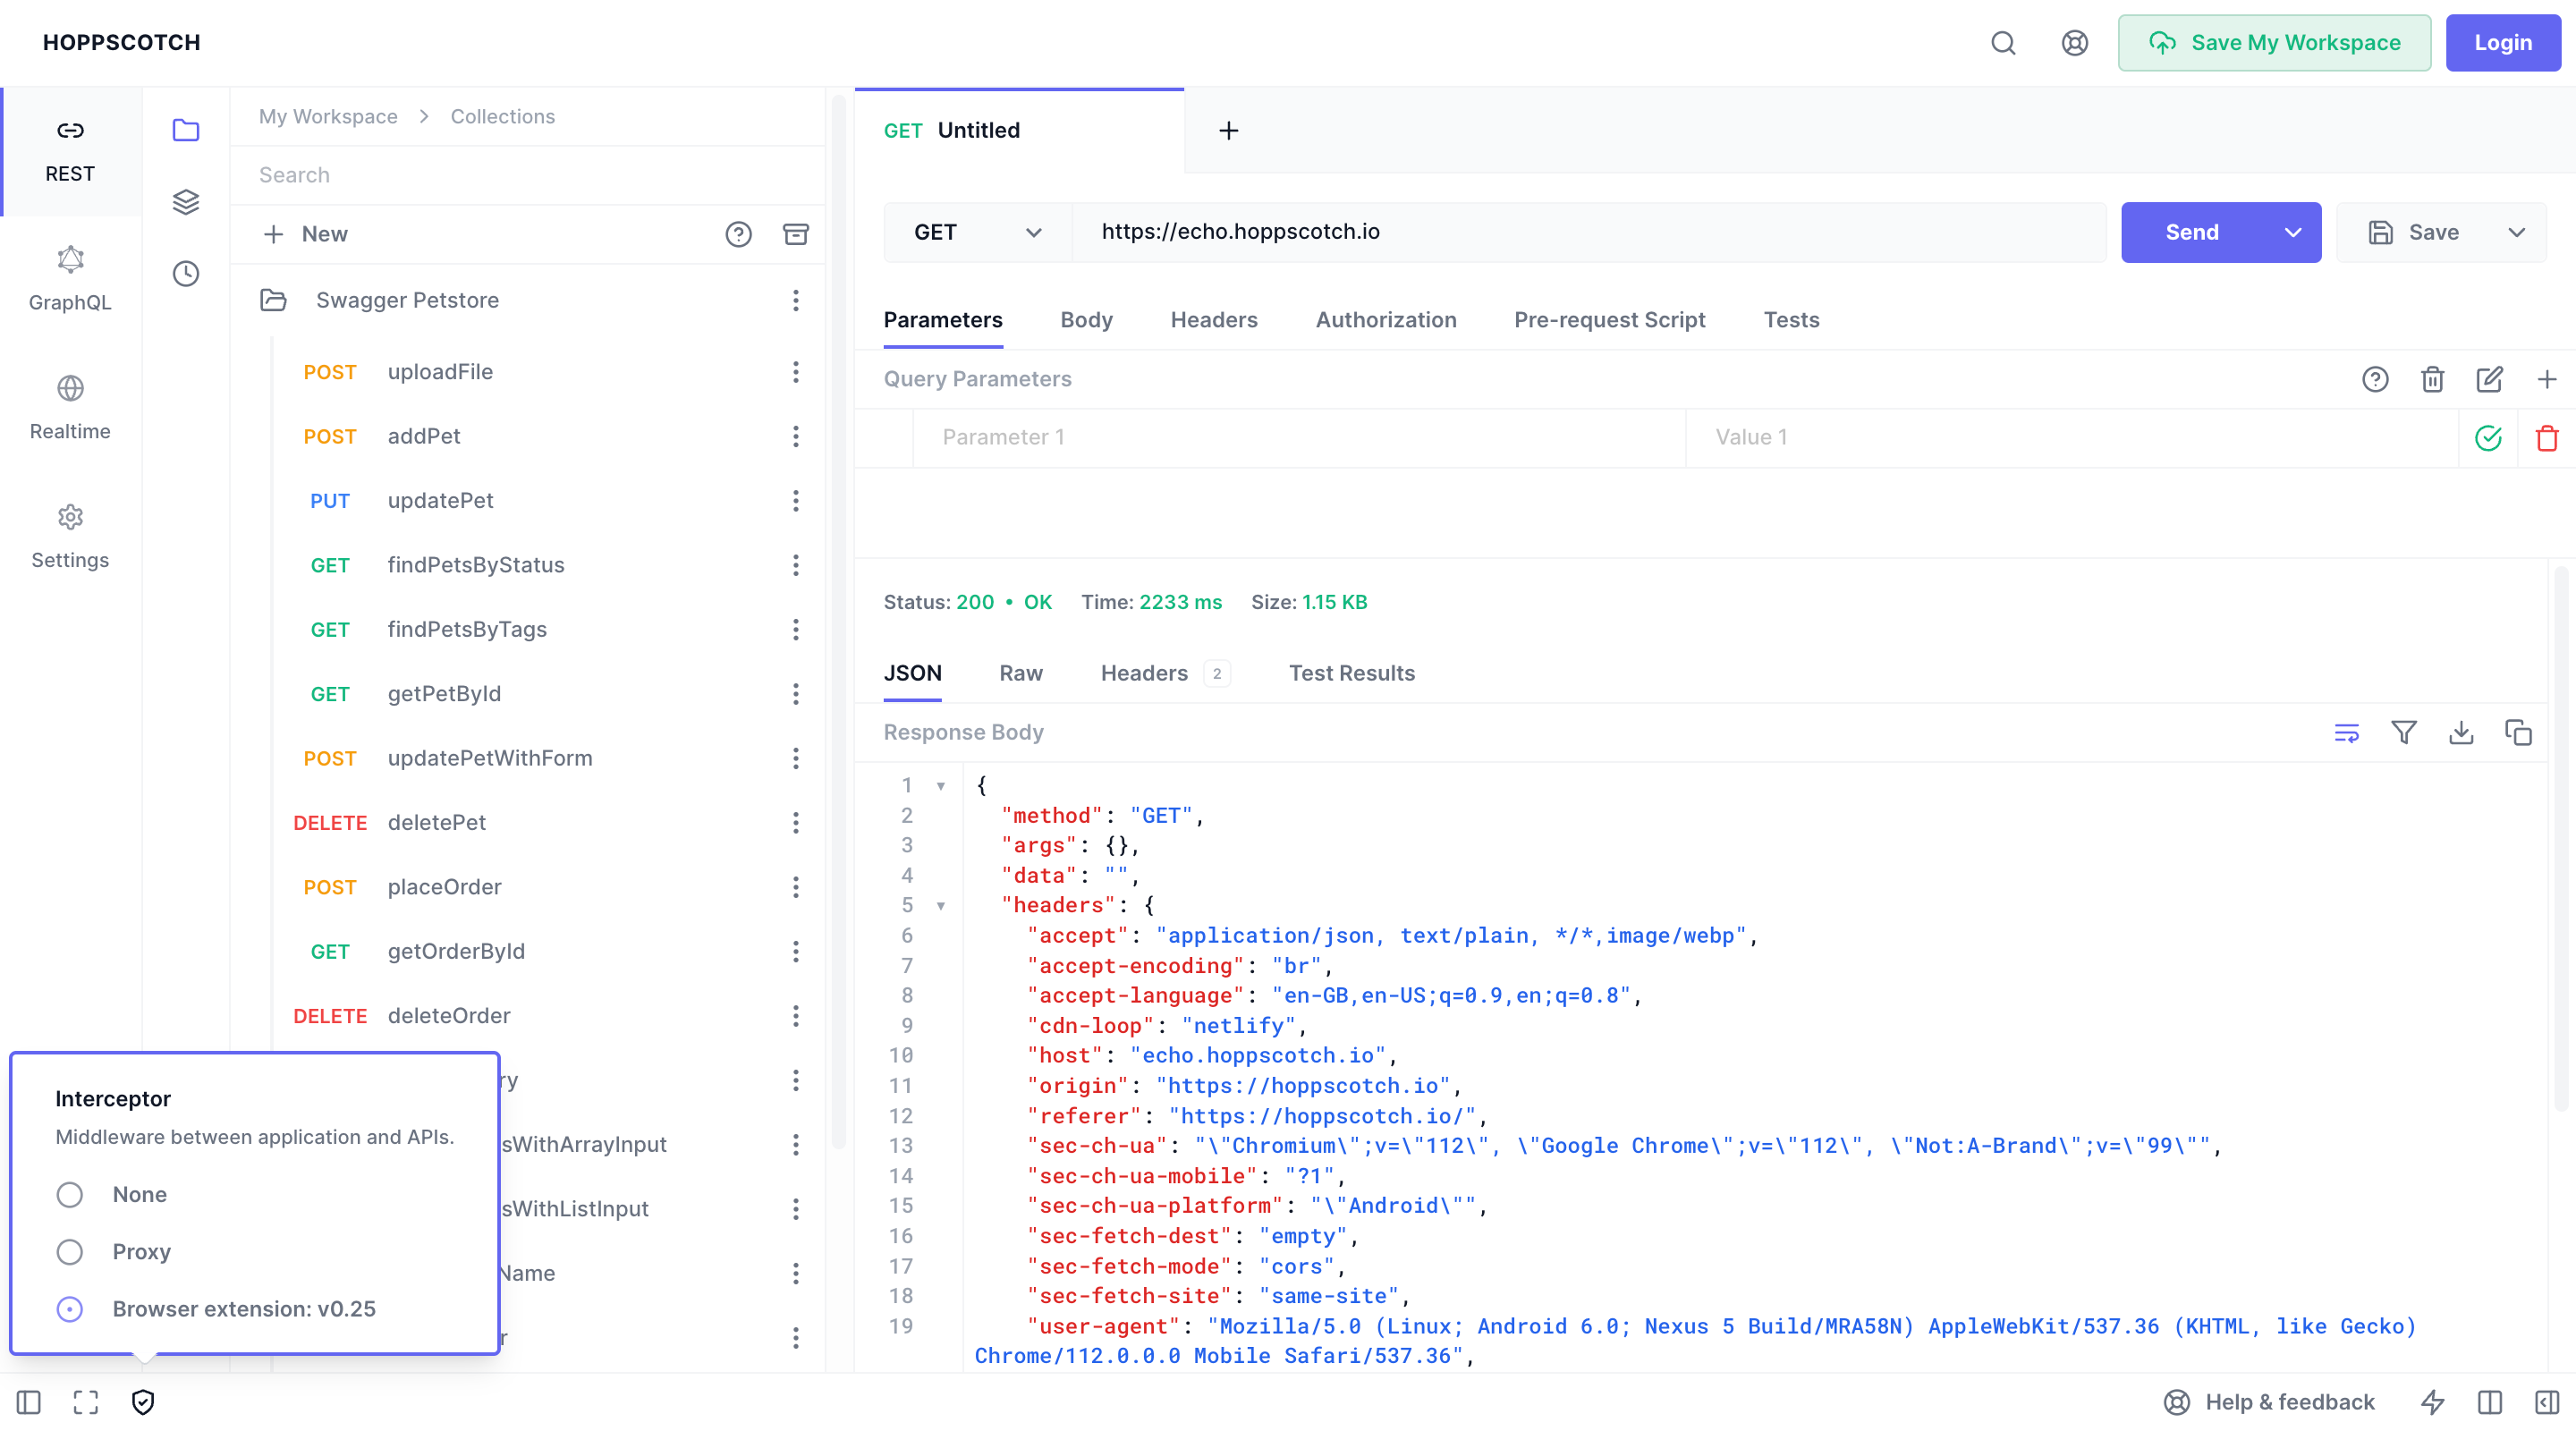 HOPPSCOTCH
Save My Workspace
Login
REST
GraphQL
Realtime
Settings
My Workspace
Collections
Search
New
Swagger Petstore
POST uploadFile
POST addPet
PUT updatePet
GET findPetsByStatus
GET findPetsByTags
GET getPetById
POST updatePetWithForm
DELETE deletePet
POST placeOrder
GET getOrderById
DELETE deleteOrder
ry
sWithArrayInput
sWithListInput
Name
r
Interceptor
Middleware between application and APIs.
None
Proxy
Browser extension: v0.25
GET Untitled
GET
https://echo.hoppscotch.io
Send
Save
Parameters Body Headers Authorization Pre-request Script Tests
Query Parameters
Parameter 1 Value 1
Status: 200 • OK Time: 2233 ms Size: 1.15 KB
JSON Raw Headers 2 Test Results
Response Body
1 {
2 "method": "GET",
3 "args": {},
4 "data": "",
5 "headers": {
6 "accept": "application/json, text/plain, */*,image/webp",
7 "accept-encoding": "br",
8 "accept-language": "en-GB,en-US;q=0.9,en;q=0.8",
9 "cdn-loop": "netlify",
10 "host": "echo.hoppscotch.io",
11 "origin": "https://hoppscotch.io",
12 "referer": "https://hoppscotch.io/",
13 "sec-ch-ua": "\"Chromium\";v=\"112\", \"Google Chrome\";v=\"112\", \"Not:A-Brand\";v=\"99\"",
14 "sec-ch-ua-mobile": "?1",
15 "sec-ch-ua-platform": "\"Android\"",
16 "sec-fetch-dest": "empty",
17 "sec-fetch-mode": "cors",
18 "sec-fetch-site": "same-site",
19 "user-agent": "Mozilla/5.0 (Linux; Android 6.0; Nexus 5 Build/MRA58N) AppleWebKit/537.36 (KHTML, like Gecko)
Chrome/112.0.0.0 Mobile Safari/537.36",
Help & feedback